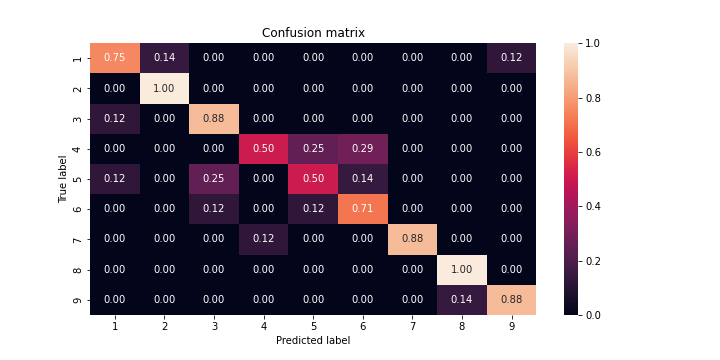 Confusion matrix
1 0.75 0.14 0.00 0.00 0.00 0.00 0.00 0.00 0.12
2 0.00 1.00 0.00 0.00 0.00 0.00 0.00 0.00 0.00
3 0.12 0.00 0.88 0.00 0.00 0.00 0.00 0.00 0.00
4 0.00 0.00 0.00 0.50 0.25 0.29 0.00 0.00 0.00
5 0.12 0.00 0.25 0.00 0.50 0.14 0.00 0.00 0.00
6 0.00 0.00 0.12 0.00 0.12 0.71 0.00 0.00 0.00
7 0.00 0.00 0.00 0.12 0.00 0.00 0.88 0.00 0.00
8 0.00 0.00 0.00 0.00 0.00 0.00 0.00 1.00 0.00
9 0.00 0.00 0.00 0.00 0.00 0.00 0.00 0.14 0.88
1 2 3 4 5 6 7 8 9
Predicted label
True label
1.0
0.8
0.6
0.4
0.2
0.0